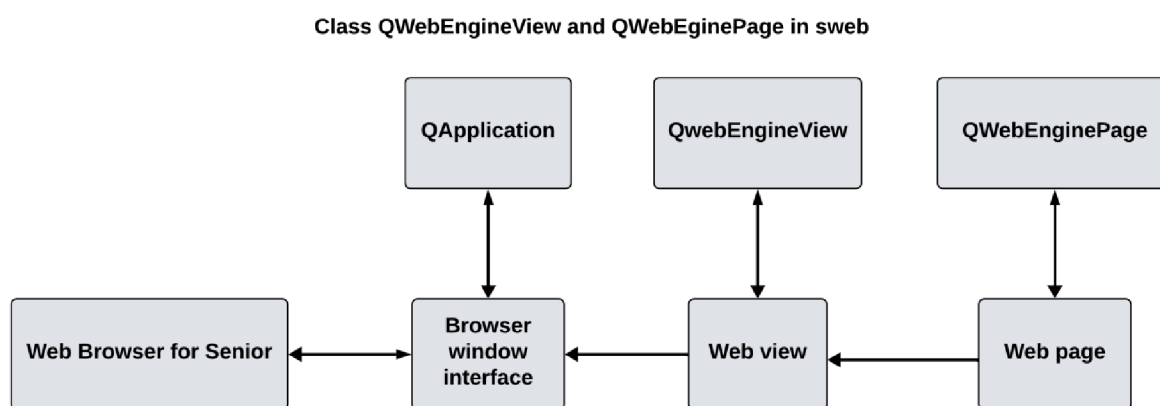 Class QWebEngineView and QWebEginePage in sweb
QApplication
QwebEngineView
QWebEnginePage
Web Browser for Senior
Browser
window
interface
Web view
Web page